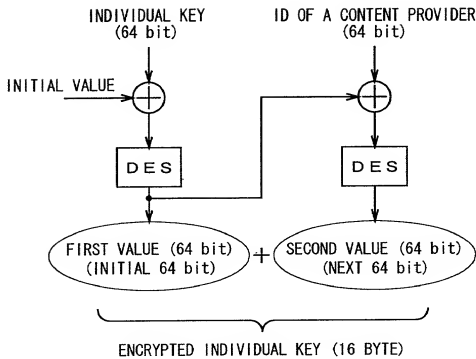 INDIVIDUAL KEY
(64 bit)
ID OF A CONTENT PROVIDER
(64 bit)
INITIAL VALUE
DES
DES
FIRST VALUE (64 bit)
(INITIAL 64 bit)
+
SECOND VALUE (64 bit)
(NEXT 64 bit)
ENCRYPTED INDIVIDUAL KEY (16 BYTE)